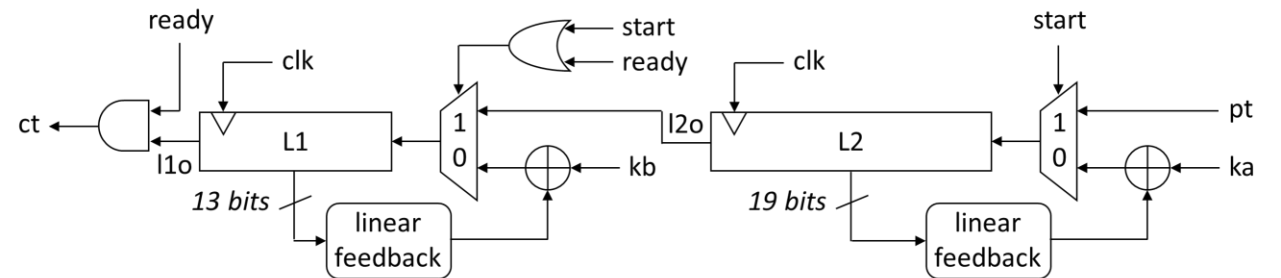 ready
start
start
clk
ready
clk
ct
L1
1
0
l2o
L2
1
0
pt
l1o
kb
ka
13 bits
19 bits
linear
feedback
linear
feedback